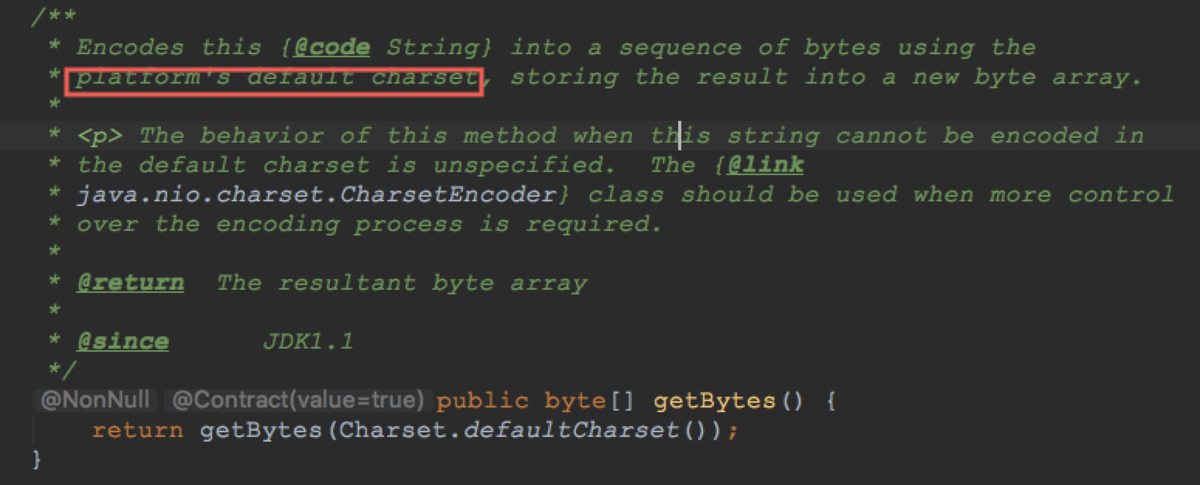 /**
* Encodes this {@code String} into a sequence of bytes using the
* platform's default charset, storing the result into a new byte array.
*
* <p> The behavior of this method when this string cannot be encoded in
* the default charset is unspecified.  The {@link
* java.nio.charset.CharsetEncoder} class should be used when more control
* over the encoding process is required.
*
* @return  The resultant byte array
*
* @since      JDK1.1
*/
@NonNull @Contract(value=true) public byte[] getBytes() {
return getBytes(Charset.defaultCharset());
}